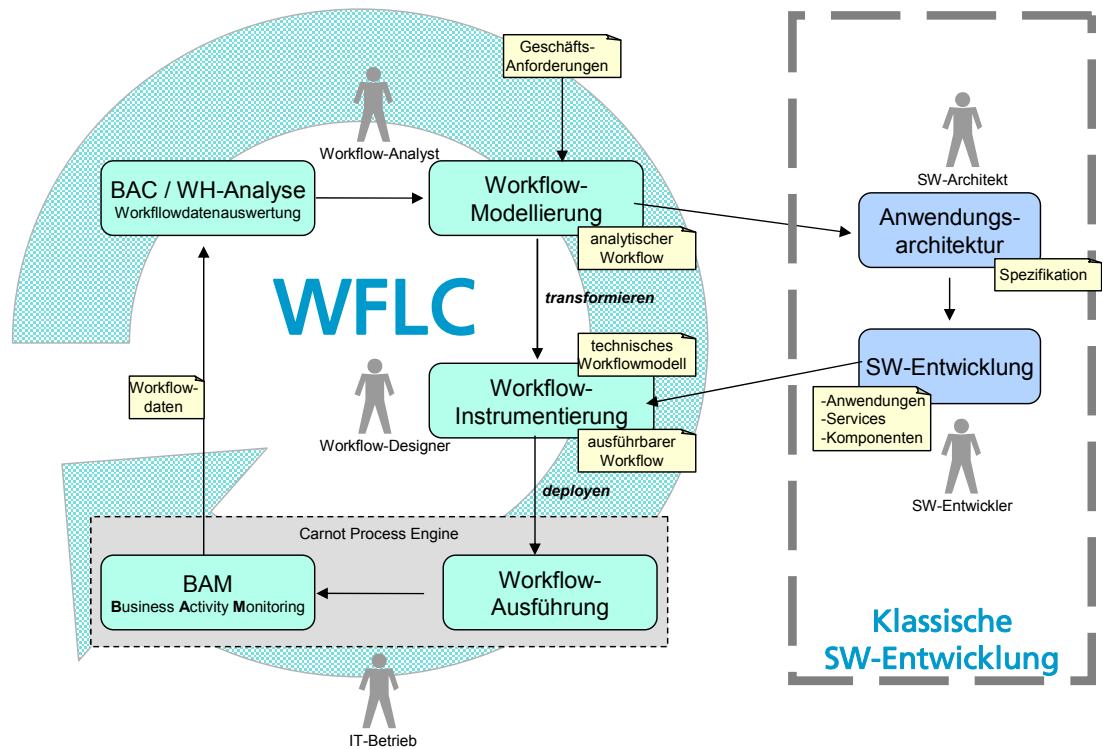 Geschäfts-
Anforderungen
Workflow-Analyst
BAC / WH-Analyse
Workfllowdatenauswertung
Workflow-
Modellierung
analytischer
Workflow
transformieren
WFLC
technisches
Workflowmodell
Workflow-
Instrumentierung
ausführbarer
Workflow
Workflow-
daten
Workflow-Designer
deployen
Carnot Process Engine
BAM
Business Activity Monitoring
Workflow-
Ausführung
IT-Betrieb
SW-Architekt
Anwendungs-
architektur
Spezifikation
SW-Entwicklung
-Anwendungen
-Services
-Komponenten
SW-Entwickler
Klassische
SW-Entwicklung